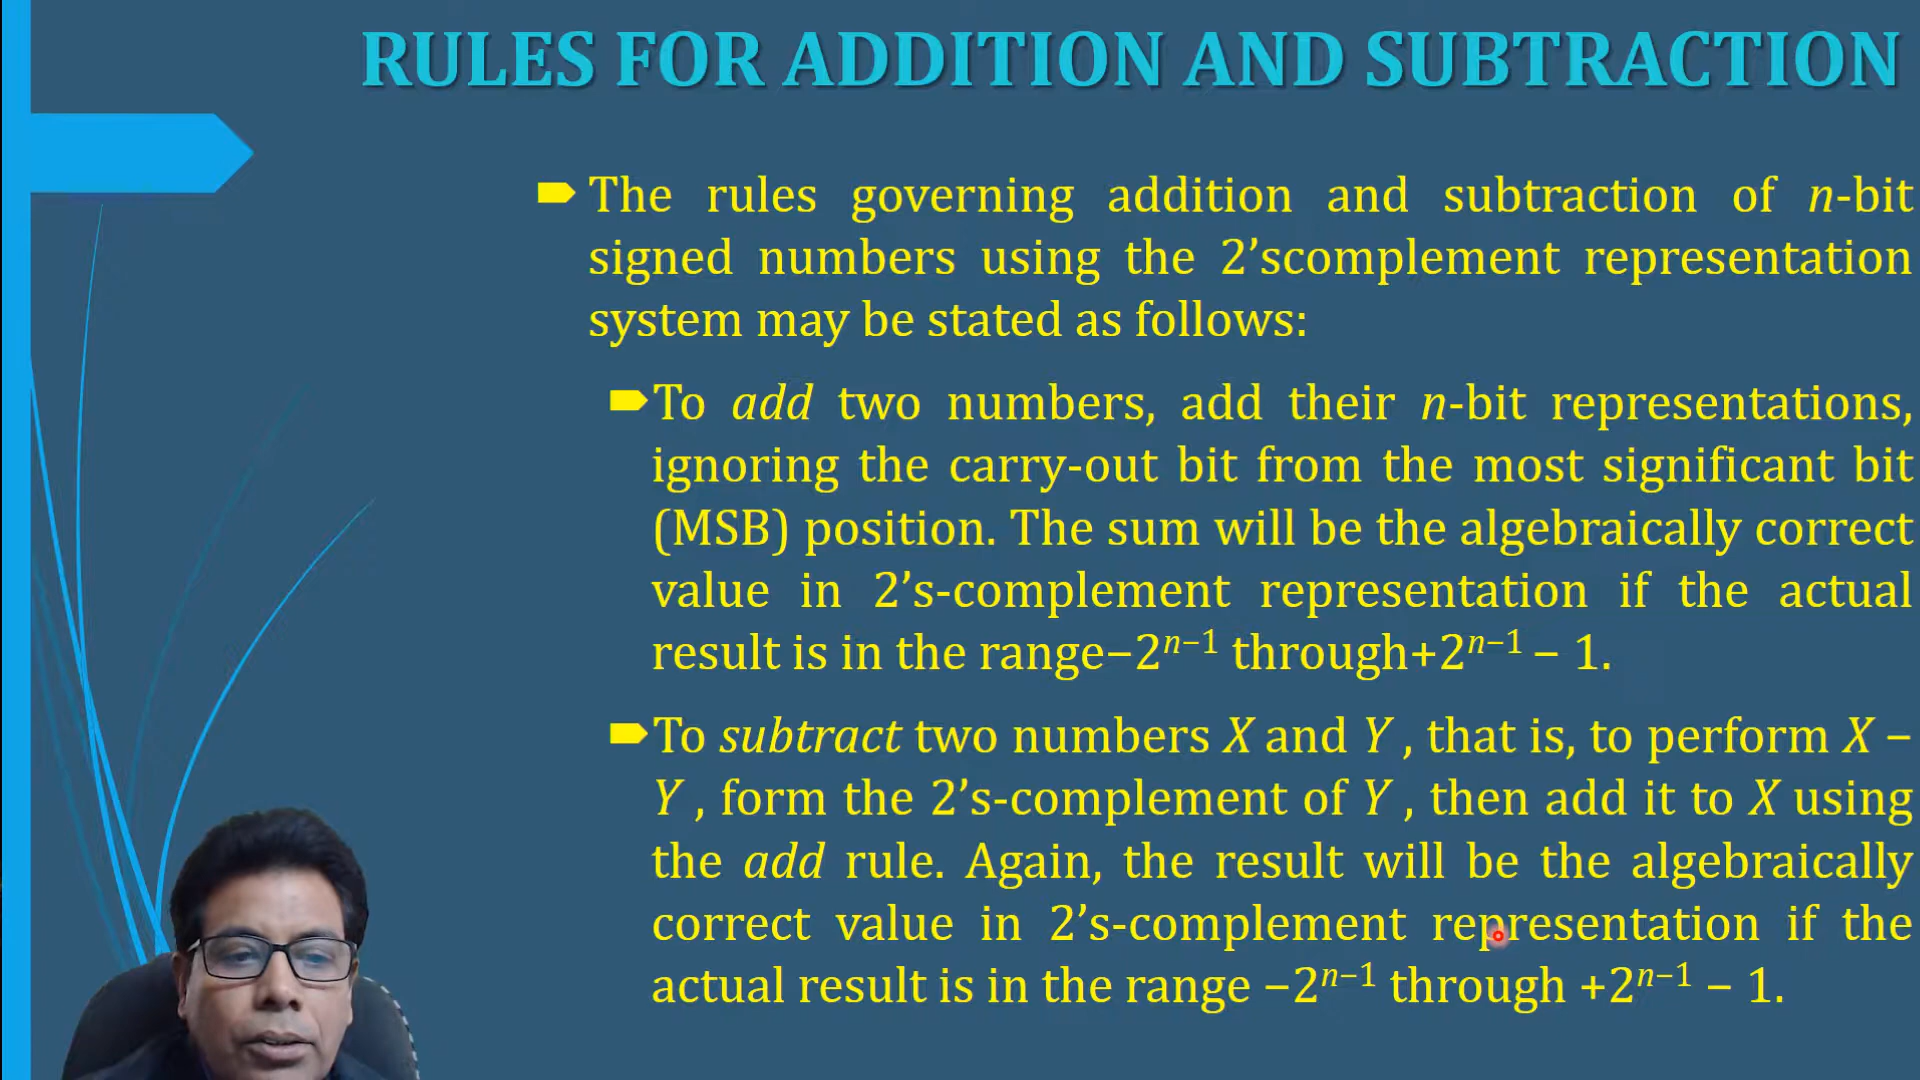 RULES FOR ADDITION AND SUBTRACTION
The rules governing addition and subtraction of n-bit
signed numbers using the 2’scomplement representation
system may be stated as follows:
To add two numbers, add their n-bit representations,
ignoring the carry-out bit from the most significant bit
(MSB) position. The sum will be the algebraically correct
value in 2’s-complement representation if the actual
result is in the range−2ⁿ⁻¹ through+2ⁿ⁻¹ − 1.
To subtract two numbers X and Y , that is, to perform X −
Y , form the 2’s-complement of Y , then add it to X using
the add rule. Again, the result will be the algebraically
correct value in 2’s-complement representation if the
actual result is in the range −2ⁿ⁻¹ through +2ⁿ⁻¹ − 1.